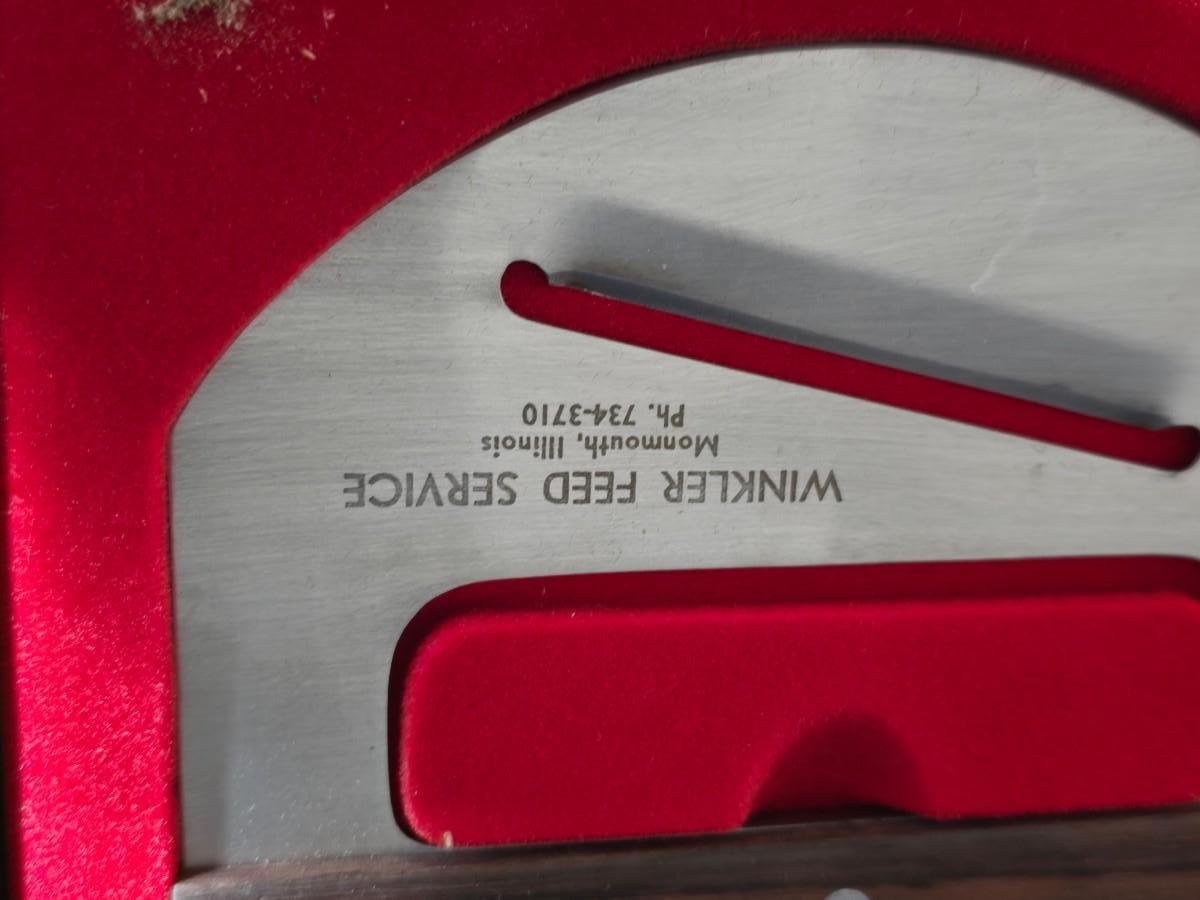 WINKLER FEED SERVICE
Monmouth, Illinois
Ph. 734-3710